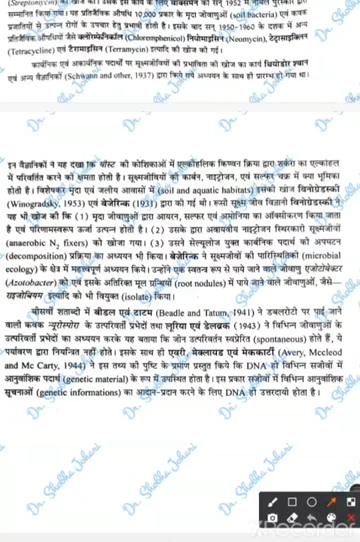 (Streptomycin) की खोज की। उसके इस कार्य के लिए वाक्समैन को सन् 1952 में नोबल पुरस्कार द्वारा
सम्मानित किया गया। यह प्रतिजैविक औषधि 10,000 प्रकार के मृदा जीवाणुओं (soil bacteria) एवं कवक
प्रजातियों से उत्पन्न रोगों के उपचार हेतु प्रभावी होती है। इसके बाद सन् 1950-1960 के दशक में अन्य
प्रतिजैविक औषधियाँ जैसे क्लोरेम्फेनिकॉल (Chloremphenicol) नियोमाइसिन (Neomycin), टेट्रासाइक्लिन
(Tetracycline) एवं टैरामाइसिन (Terramycin) इत्यादि की खोज की गई।
कार्बनिक एवं अकार्बनिक पदार्थों पर सूक्ष्मजीवियों की प्रभाविता की खोज का कार्य थियोडोर श्वान
एवं अन्य वैज्ञानिकों (Schwann and other, 1937) द्वारा किये गये अध्ययन के साथ ही प्रारम्भ हो गया था।
इन वैज्ञानिकों ने यह देखा कि यीस्ट की कोशिकाओं में एल्कोहलिक किण्वन क्रिया द्वारा शर्करा का एल्कोहल
में परिवर्तित करने की क्षमता होती है। सूक्ष्मजीवियों की कार्बन, नाइट्रोजन, एवं सल्फर चक्र में क्या भूमिका
होती है। विशेषकर मृदा एवं जलीय आवासों में (soil and aquatic habitats) इसकी खोज विनोग्रेडस्की
(Winogradsky, 1953) एवं बेजेरिन्क (1931) द्वारा की गई थी। रूसी सूक्ष्म जीव विज्ञानी विनोग्रेडस्की ने
यह भी खोज की कि (1) मृदा जीवाणुओं द्वारा आयरन, सल्फर एवं अमोनिया का ऑक्सीकरण किया जाता
है एवं परिणामस्वरूप ऊर्जा उत्पन्न होती है। (2) उसके द्वारा अवायवीय नाइट्रोजन स्थिरकारी सूक्ष्मजीवों
(anaerobic N₂ fixers) को खोजा गया। (3) उसने सेल्यूलोज युक्त कार्बनिक पदार्थ को अपघटन
(decomposition) प्रक्रिया का अध्ययन भी किया। बेजेरिन्क ने सूक्ष्मजीवों की पारिस्थितिकी (microbial
ecology) के क्षेत्र में महत्वपूर्ण अध्ययन किये। उन्होंने एक स्वतन्त्र रूप से पाये जाने वाले जीवाणु एजोटोबेक्टर
(Azotobacter) को एवं इसके अतिरिक्त मूल ग्रन्थियों (root nodules) में पाये जाने वाले जीवाणुओं, जैसे–
राइजोबियम इत्यादि को भी वियुक्त (isolate) किया।
बीसवीं शताब्दी में बीडल एवं टाटम (Beadle and Tatum, 1941) ने डबलरोटी पर पाई जाने
वाली कवक न्यूरोस्पोरा के उत्परिवर्ती प्रभेदों तथा लूरिया एवं डेलब्रक (1943) ने विभिन्न जीवाणुओं के
उत्परिवर्ती प्रभेदों का अध्ययन करके यह बताया कि जीन उत्परिवर्तन स्वप्रेरित (spontaneous) होते हैं, ये
पर्यावरण द्वारा नियन्त्रित नहीं होते। इसके साथ ही एवरी, मेक्लायड एवं मेककार्टी (Avery, Mccleod
and Mc Carty, 1944) ने इस तथ्य की पुष्टि के प्रमाण प्रस्तुत किये कि DNA ही विभिन्न सजीवों में
आनुवांशिक पदार्थ (genetic material) के रूप में उपस्थित होता है। इस प्रकार सजीवों में विभिन्न आनुवांशिक
सूचनाओं (genetic informations) का आदान-प्रदान करने के लिए DNA ही उत्तरदायी होता है।
Dr. Shobha Johari